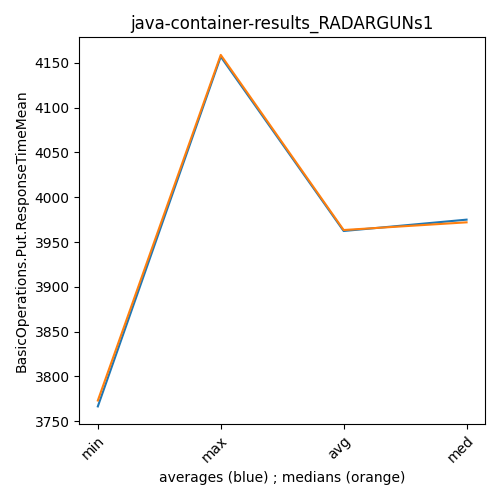 java-container-results_RADARGUNs1
BasicOperations.Put.ResponseTimeMean
4150
4100
4050
4000
3950
3900
3850
3800
3750
min
max
avg
med
averages (blue) ; medians (orange)